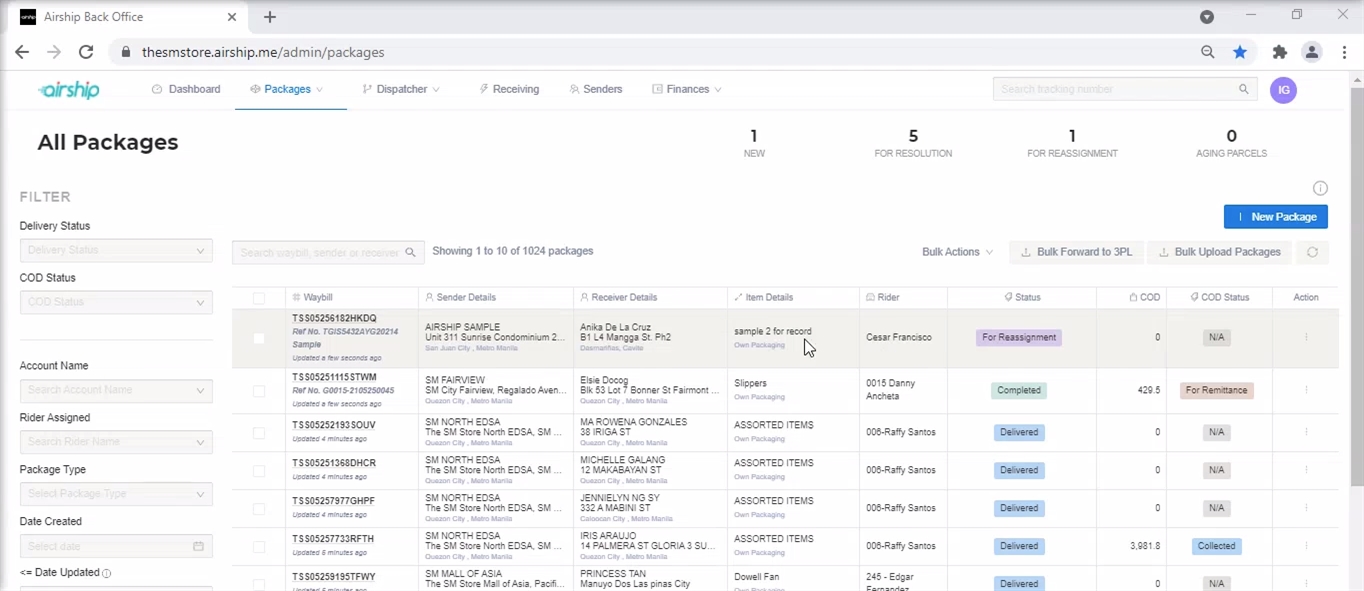 Airship Back Office
thesmstore.airship.me/admin/packages
airship
Dashboard
Packages
Dispatcher
Receiving
Senders
Finances
Search tracking number
IG
All Packages
1
NEW
5
FOR RESOLUTION
1
FOR REASSIGNMENT
0
AGING PARCELS
FILTER
New Package
Delivery Status
Delivery Status
COD Status
COD Status
Account Name
Search Account Name
Rider Assigned
Search Rider Name
Package Type
Select Package Type
Date Created
Select date
<= Date Updated
Search waybill, sender or receiver
Showing 1 to 10 of 1024 packages
Bulk Actions
Bulk Forward to 3PL
Bulk Upload Packages
Waybill
Sender Details
Receiver Details
Item Details
Rider
Status
COD
COD Status
Action
TSS05256182HKDQ
Ref No. TGIS5432AYG20214
Sample
Updated a few seconds ago
AIRSHIP SAMPLE
Unit 311 Sunrise Condominium 2...
San Juan City , Metro Manila
Anika De La Cruz
B1 L4 Mangga St. Ph2
Dasmariñas, Cavite
sample 2 for record
Own Packaging
Cesar Francisco
For Reassignment
0
N/A
TSS05251115STWM
Ref No. G0015-2105250045
Updated a few seconds ago
SM FAIRVIEW
SM City Fairview, Regalado Aven...
Quezon City , Metro Manila
Elsie Docog
Blk 53 Lot 7 Bonner St Fairmont ...
Quezon City , Metro Manila
Slippers
Own Packaging
0015 Danny
Ancheta
Completed
429.5
For Remittance
TSS05252193SOUV
Updated 4 minutes ago
SM NORTH EDSA
The SM Store North EDSA, SM ...
Quezon City , Metro Manila
MA ROWENA GONZALES
38 IRIGA ST
Quezon City , Metro Manila
ASSORTED ITEMS
Own Packaging
006-Raffy Santos
Delivered
0
N/A
TSS05251368DHCR
Updated 4 minutes ago
SM NORTH EDSA
The SM Store North EDSA, SM ...
Quezon City , Metro Manila
MICHELLE GALANG
12 MAKABAYAN ST
Quezon City , Metro Manila
ASSORTED ITEMS
Own Packaging
006-Raffy Santos
Delivered
0
N/A
TSS05257977GHPF
Updated 4 minutes ago
SM NORTH EDSA
The SM Store North EDSA, SM ...
Quezon City , Metro Manila
JENNIELYN NG SY
332 A MABINI ST
Caloocan City , Metro Manila
ASSORTED ITEMS
Own Packaging
006-Raffy Santos
Delivered
0
N/A
TSS05257733RFTH
Updated 5 minutes ago
SM NORTH EDSA
The SM Store North EDSA, SM ...
Quezon City , Metro Manila
IRIS ARAUJO
14 PALMERA ST GLORIA 3 SU...
Quezon City , Metro Manila
ASSORTED ITEMS
Own Packaging
006-Raffy Santos
Delivered
3,981.8
Collected
TSS05259195TFWY
SM MALL OF ASIA
The SM Store Mall of Asia, Pacifi...
PRINCESS TAN
Manuyo Dos Las pinas City
Dowell Fan
Own Packaging
245 - Edgar
Fernandez
Delivered
0
N/A